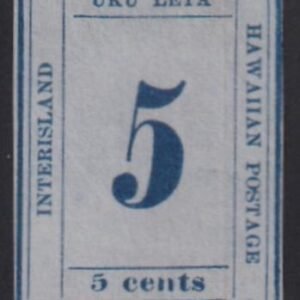 UKU LETA
INTERISLAND
5
HAWAIIAN POSTAGE
5 cents